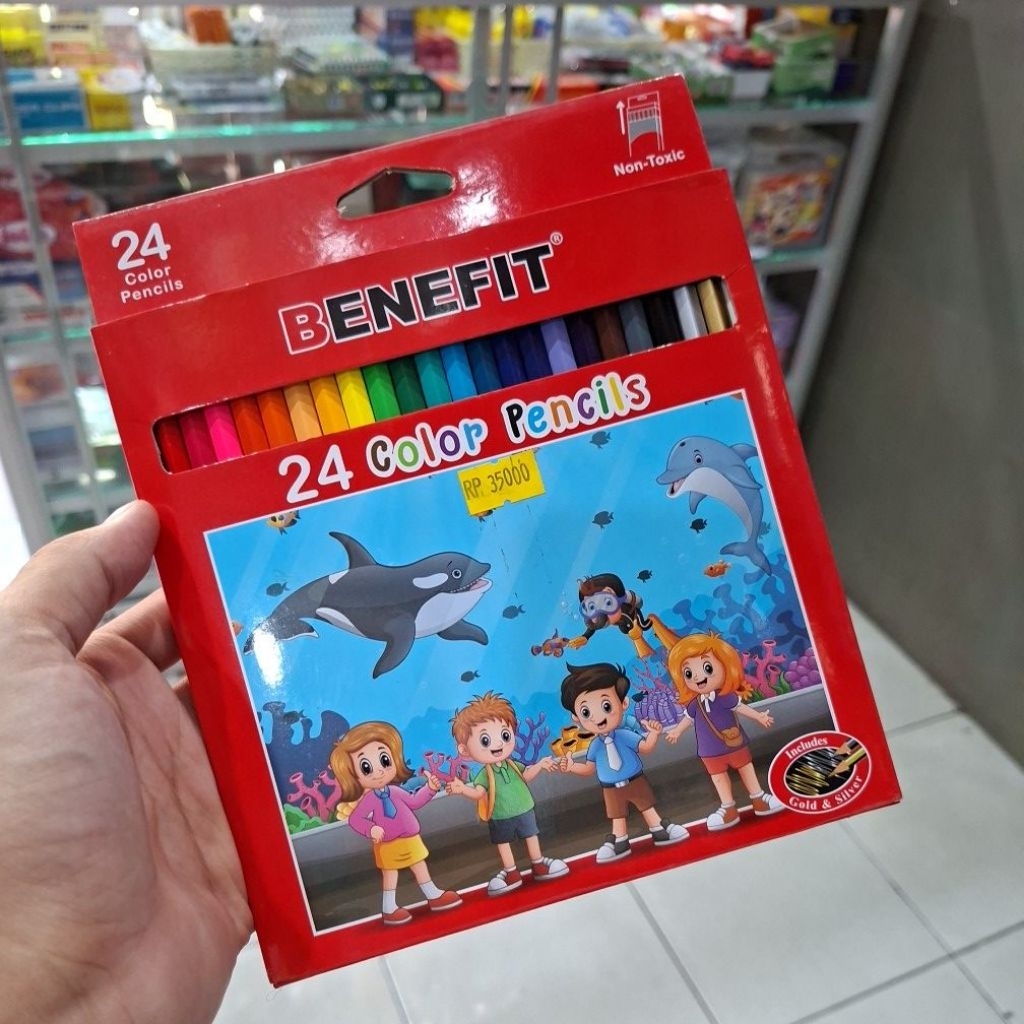 24
Color
Pencils
Non-Toxic
BENEFIT®
24 Color Pencils
RP. 35000
Includes
Gold & Silver